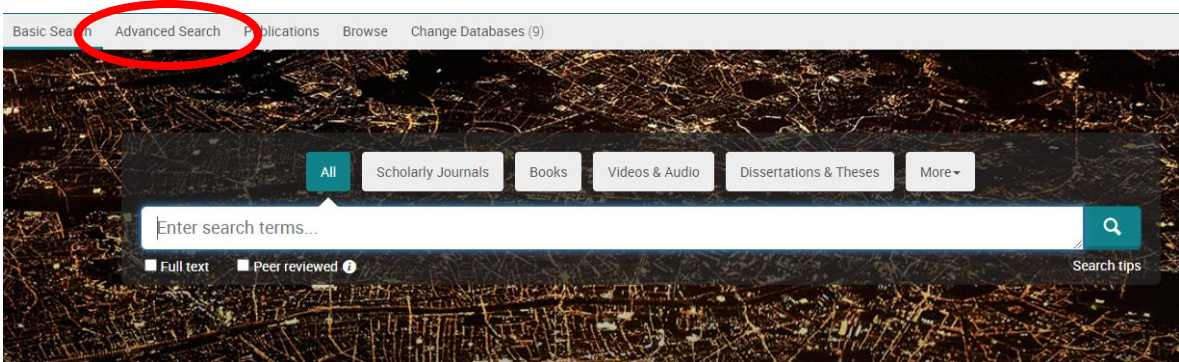 Basic Search Advanced Search Publications Browse Change Databases (9)
All Scholarly Journals Books Videos & Audio Dissertations & Theses More
Enter search terms...
Full text Peer reviewed i Search tips